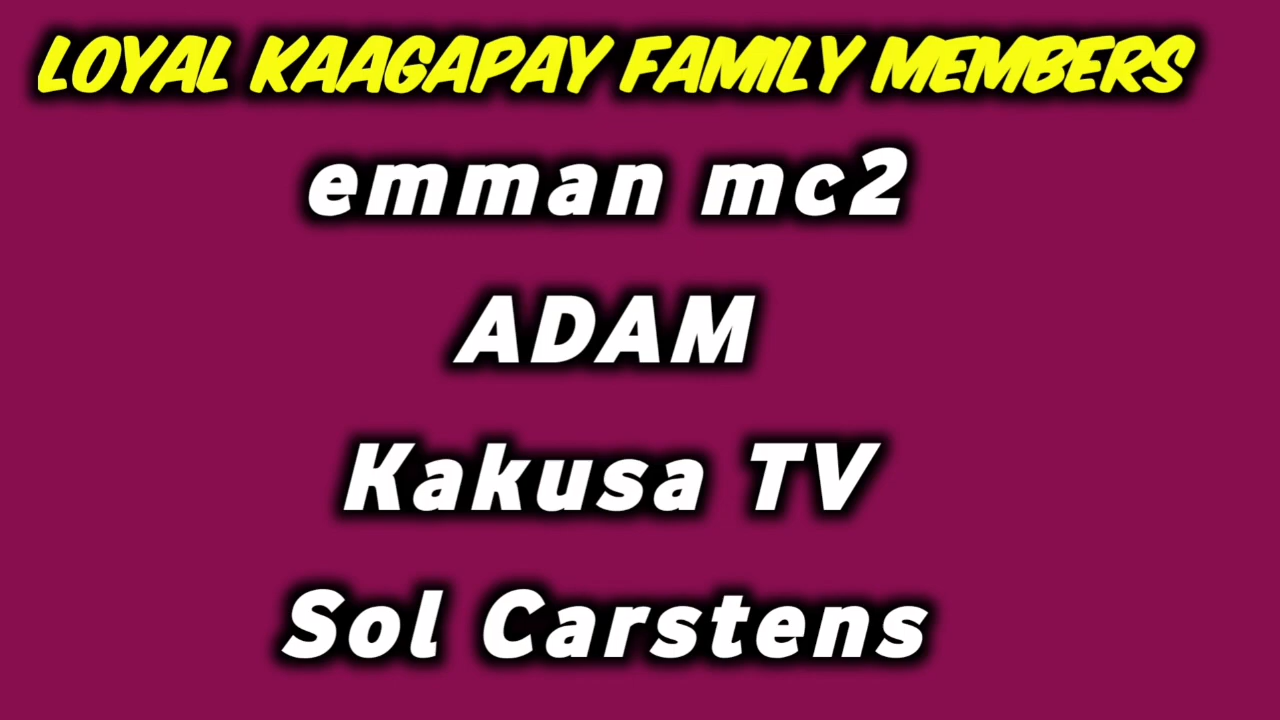 LOYAL KAAGAPAY FAMILY MEMBERS
emman mc2
ADAM
Kakusa TV
Sol Carstens